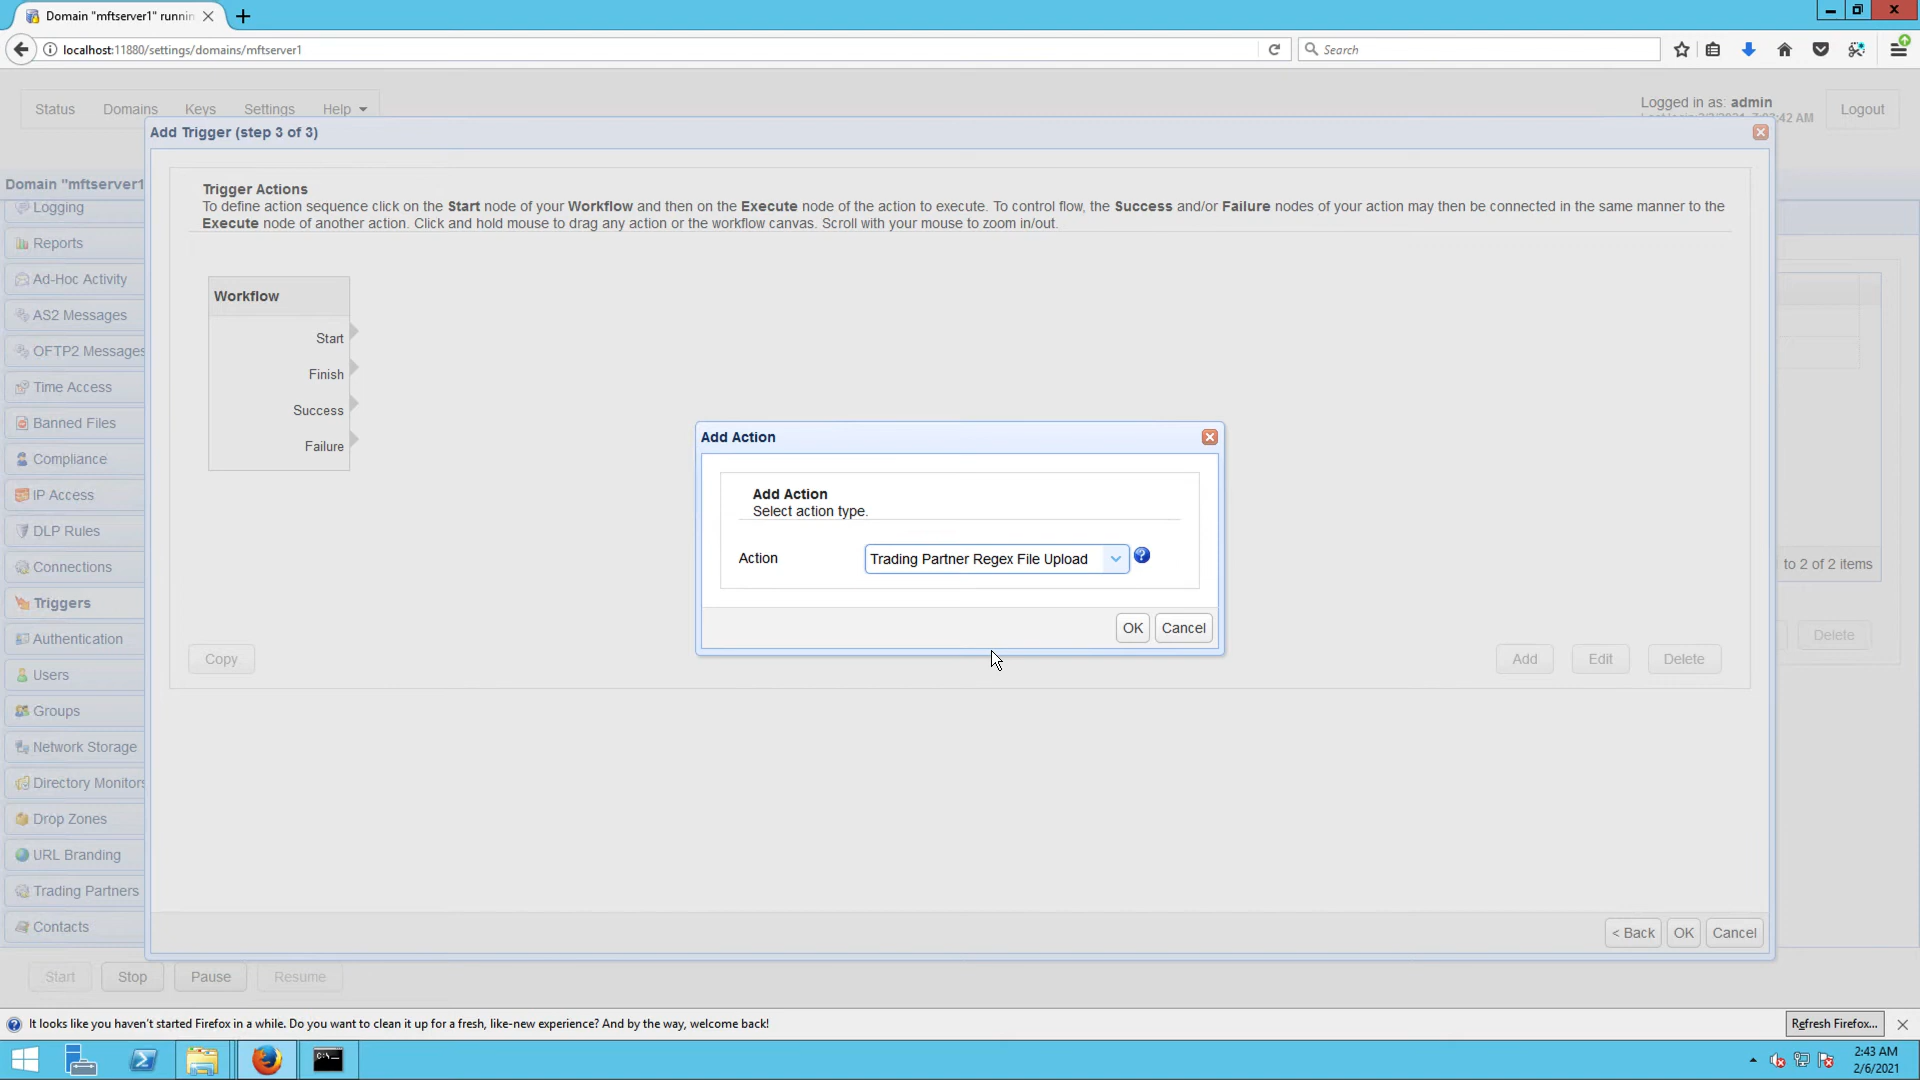 Domain "mftserver1" runnin
localhost:11880/settings/domains/mftserver1
Search
Status Domains Keys Settings Help
Logged in as: admin
:42 AM
Logout
Add Trigger (step 3 of 3)
Domain "mftserver1
Trigger Actions
To define action sequence click on the Start node of your Workflow and then on the Execute node of the action to execute. To control flow, the Success and/or Failure nodes of your action may then be connected in the same manner to the
Execute node of another action. Click and hold mouse to drag any action or the workflow canvas. Scroll with your mouse to zoom in/out.
Logging
Reports
Ad-Hoc Activity
AS2 Messages
OFTP2 Messages
Time Access
Banned Files
Compliance
IP Access
DLP Rules
Connections
Triggers
Authentication
Users
Groups
Network Storage
Directory Monitors
Drop Zones
URL Branding
Trading Partners
Contacts
Workflow
Start
Finish
Success
Failure
Add Action
Add Action
Select action type.
Action Trading Partner Regex File Upload
OK Cancel
to 2 of 2 items
Delete
Copy Add Edit Delete
< Back OK Cancel
Start Stop Pause Resume
It looks like you haven't started Firefox in a while. Do you want to clean it up for a fresh, like-new experience? And by the way, welcome back!
Refresh Firefox...
2:43 AM
2/6/2021